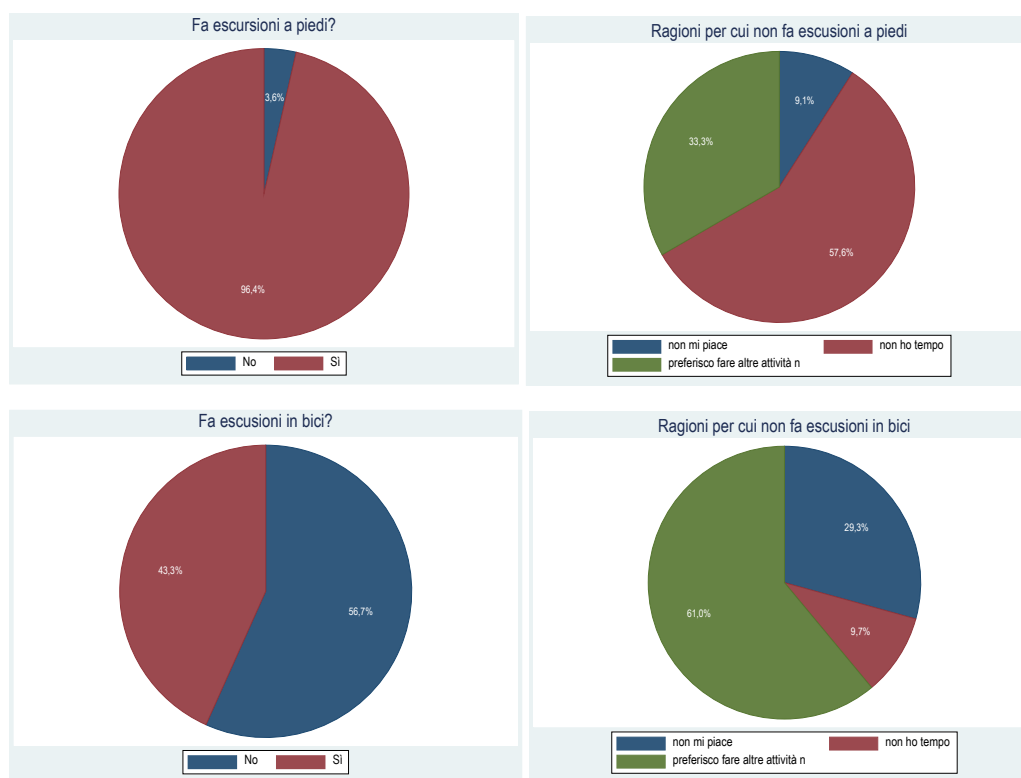 Fa escursioni a piedi?
3,6%
96,4%
No Sì
Ragioni per cui non fa escusioni a piedi
9,1%
33,3%
57,6%
non mi piace non ho tempo
preferisco fare altre attività n
Fa escusioni in bici?
43,3%
56,7%
No Sì
Ragioni per cui non fa escusioni in bici
29,3%
61,0%
9,7%
non mi piace non ho tempo
preferisco fare altre attività n